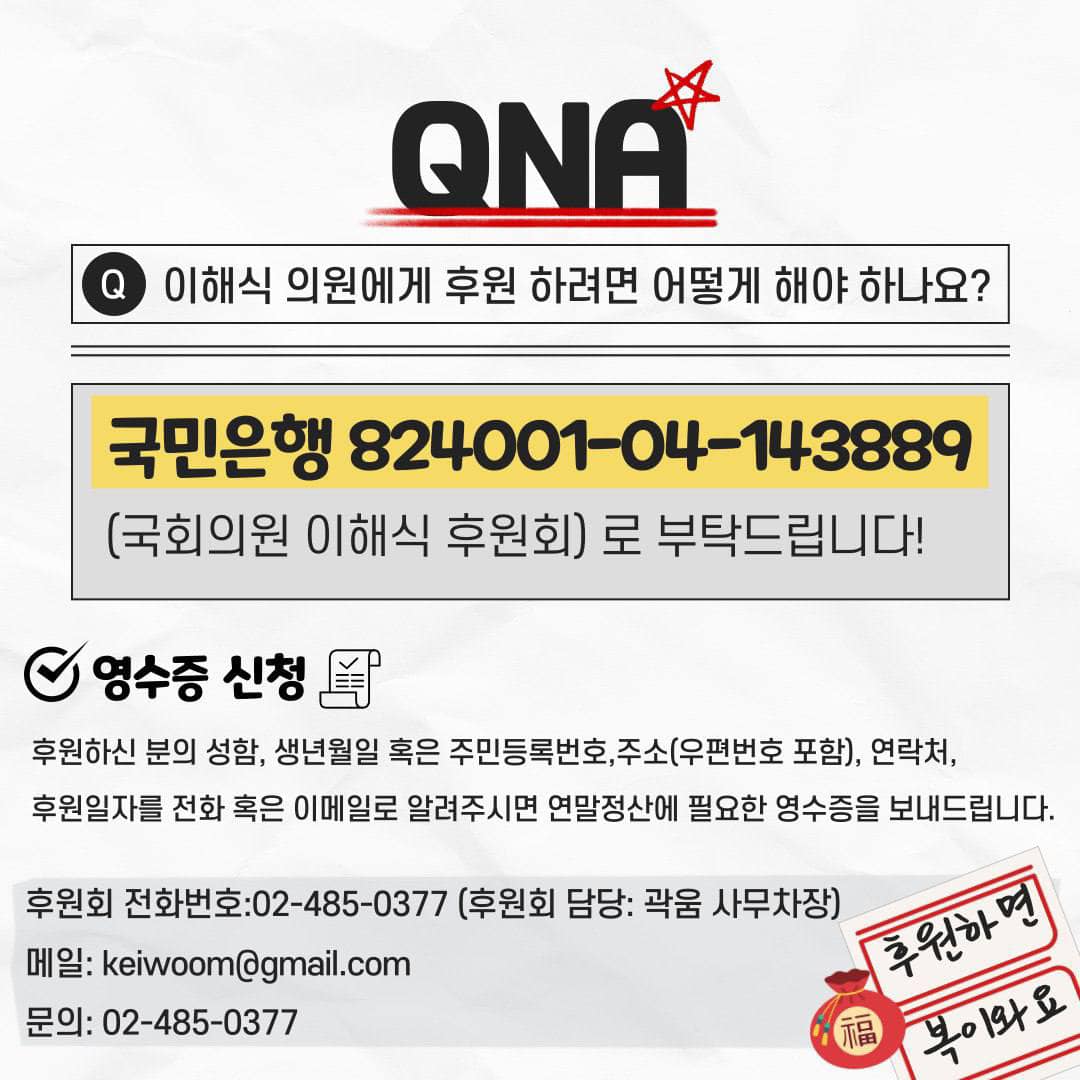 QNA
Q 이해식 의원에게 후원 하려면 어떻게 해야 하나요?
국민은행 824001-04-143889
(국회의원 이해식 후원회) 로 부탁드립니다!
영수증 신청
후원하신 분의 성함, 생년월일 혹은 주민등록번호,주소(우편번호 포함), 연락처,
후원일자를 전화 혹은 이메일로 알려주시면 연말정산에 필요한 영수증을 보내드립니다.
후원회 전화번호:02-485-0377 (후원회 담당: 곽움 사무차장)
메일: keiwoom@gmail.com
문의: 02-485-0377
후원하면
복이와요
福